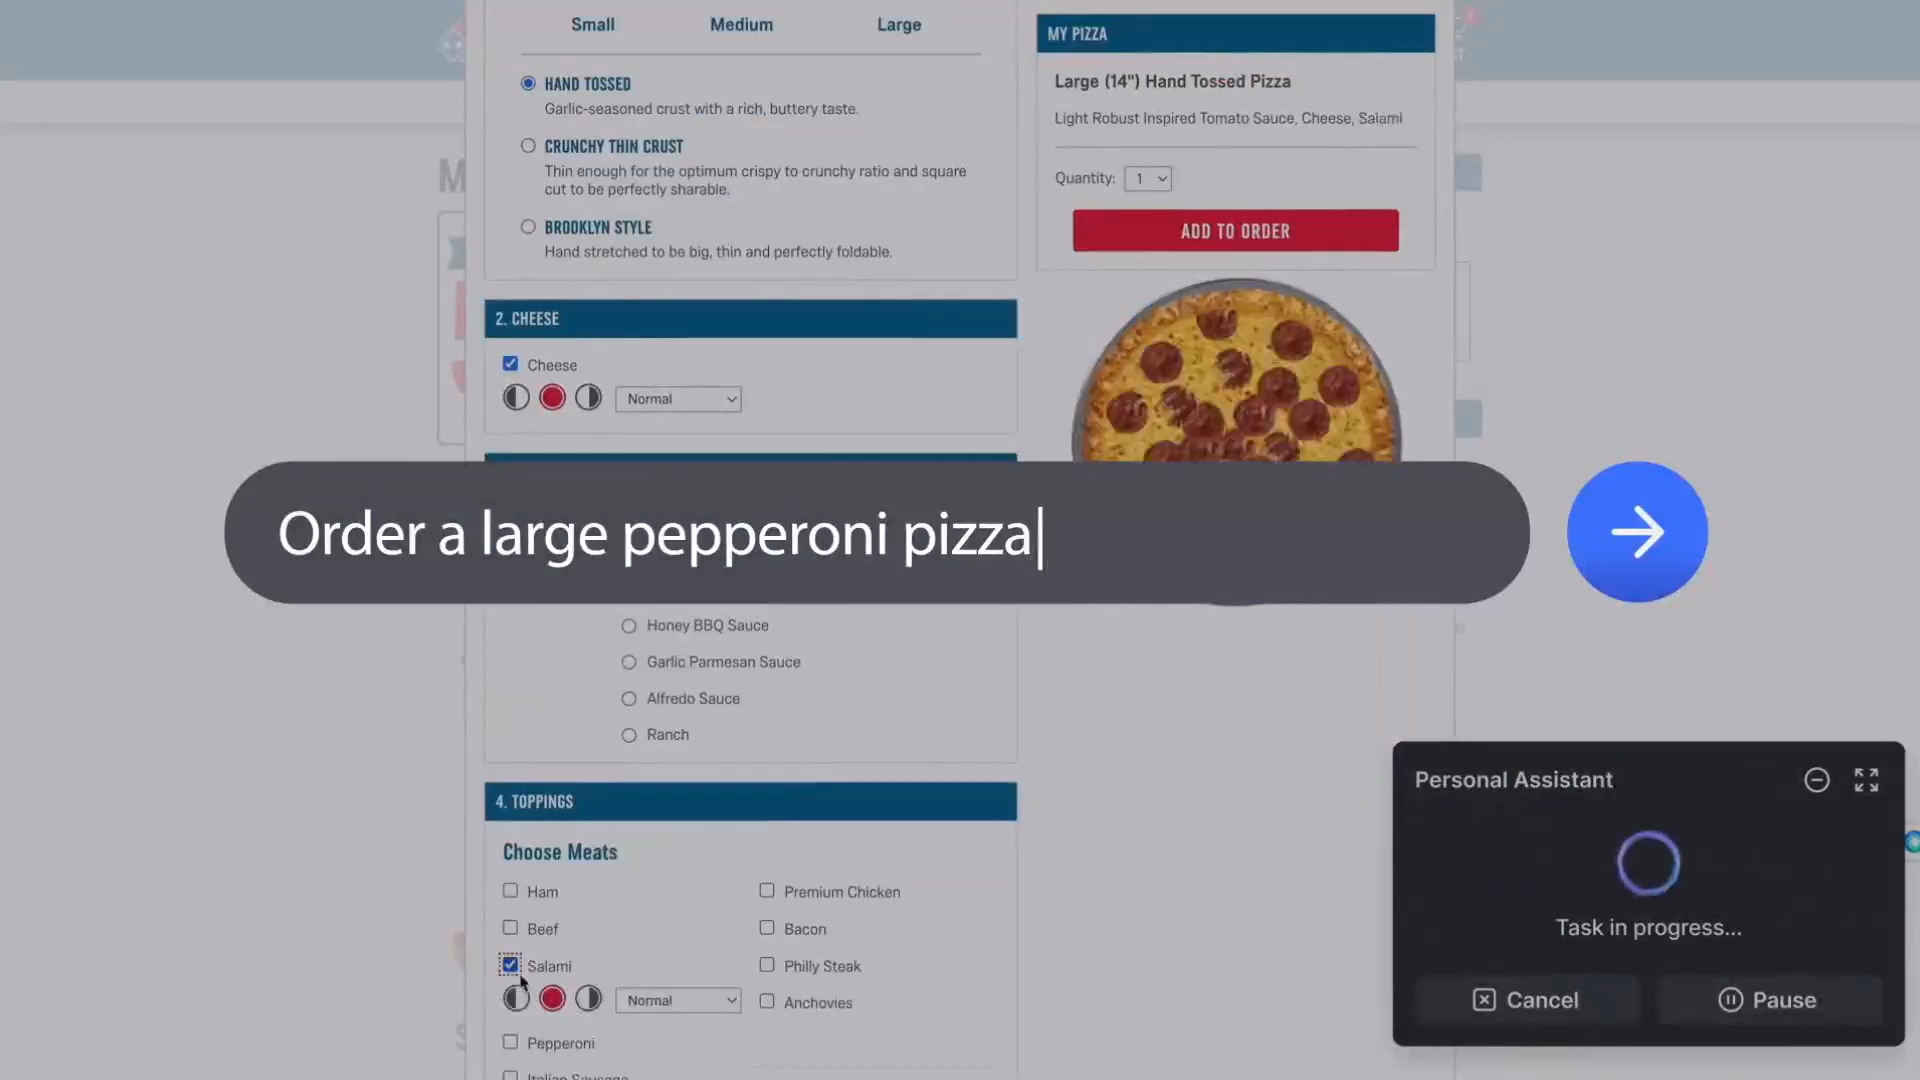 Small Medium Large
HAND TOSSED
Garlic-seasoned crust with a rich, buttery taste.
CRUNCHY THIN CRUST
Thin enough for the optimum crispy to crunchy ratio and square
cut to be perfectly sharable.
BROOKLYN STYLE
Hand stretched to be big, thin and perfectly foldable.
MY PIZZA
Large (14") Hand Tossed Pizza
Light Robust Inspired Tomato Sauce, Cheese, Salami
Quantity: 1
ADD TO ORDER
2. CHEESE
Cheese
Normal
Order a large pepperoni pizza
Honey BBQ Sauce
Garlic Parmesan Sauce
Alfredo Sauce
Ranch
4. TOPPINGS
Choose Meats
Ham Premium Chicken
Beef Bacon
Salami Philly Steak
Normal Anchovies
Pepperoni
Personal Assistant
Task in progress...
Cancel Pause